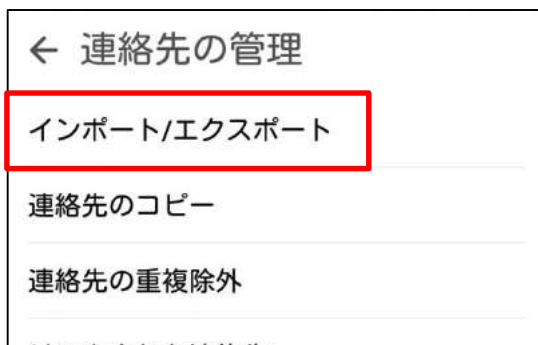 ← 連絡先の管理
インポート/エクスポート
連絡先のコピー
連絡先の重複除外